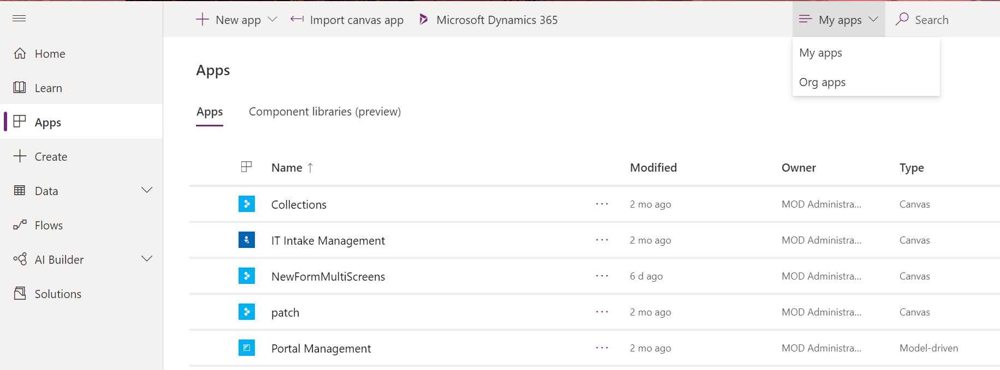 New app
Import canvas app
Microsoft Dynamics 365
My apps
Search
My apps
Org apps
Home
Learn
Apps
Create
Data
Flows
AI Builder
Solutions
Apps
Apps
Component libraries (preview)
Name ↑ Modified Owner Type
Collections ... 2 mo ago MOD Administra... Canvas
IT Intake Management ... 2 mo ago MOD Administra... Canvas
NewFormMultiScreens ... 6 d ago MOD Administra... Canvas
patch ... 2 mo ago MOD Administra... Canvas
Portal Management ... 2 mo ago MOD Administra... Model-driven